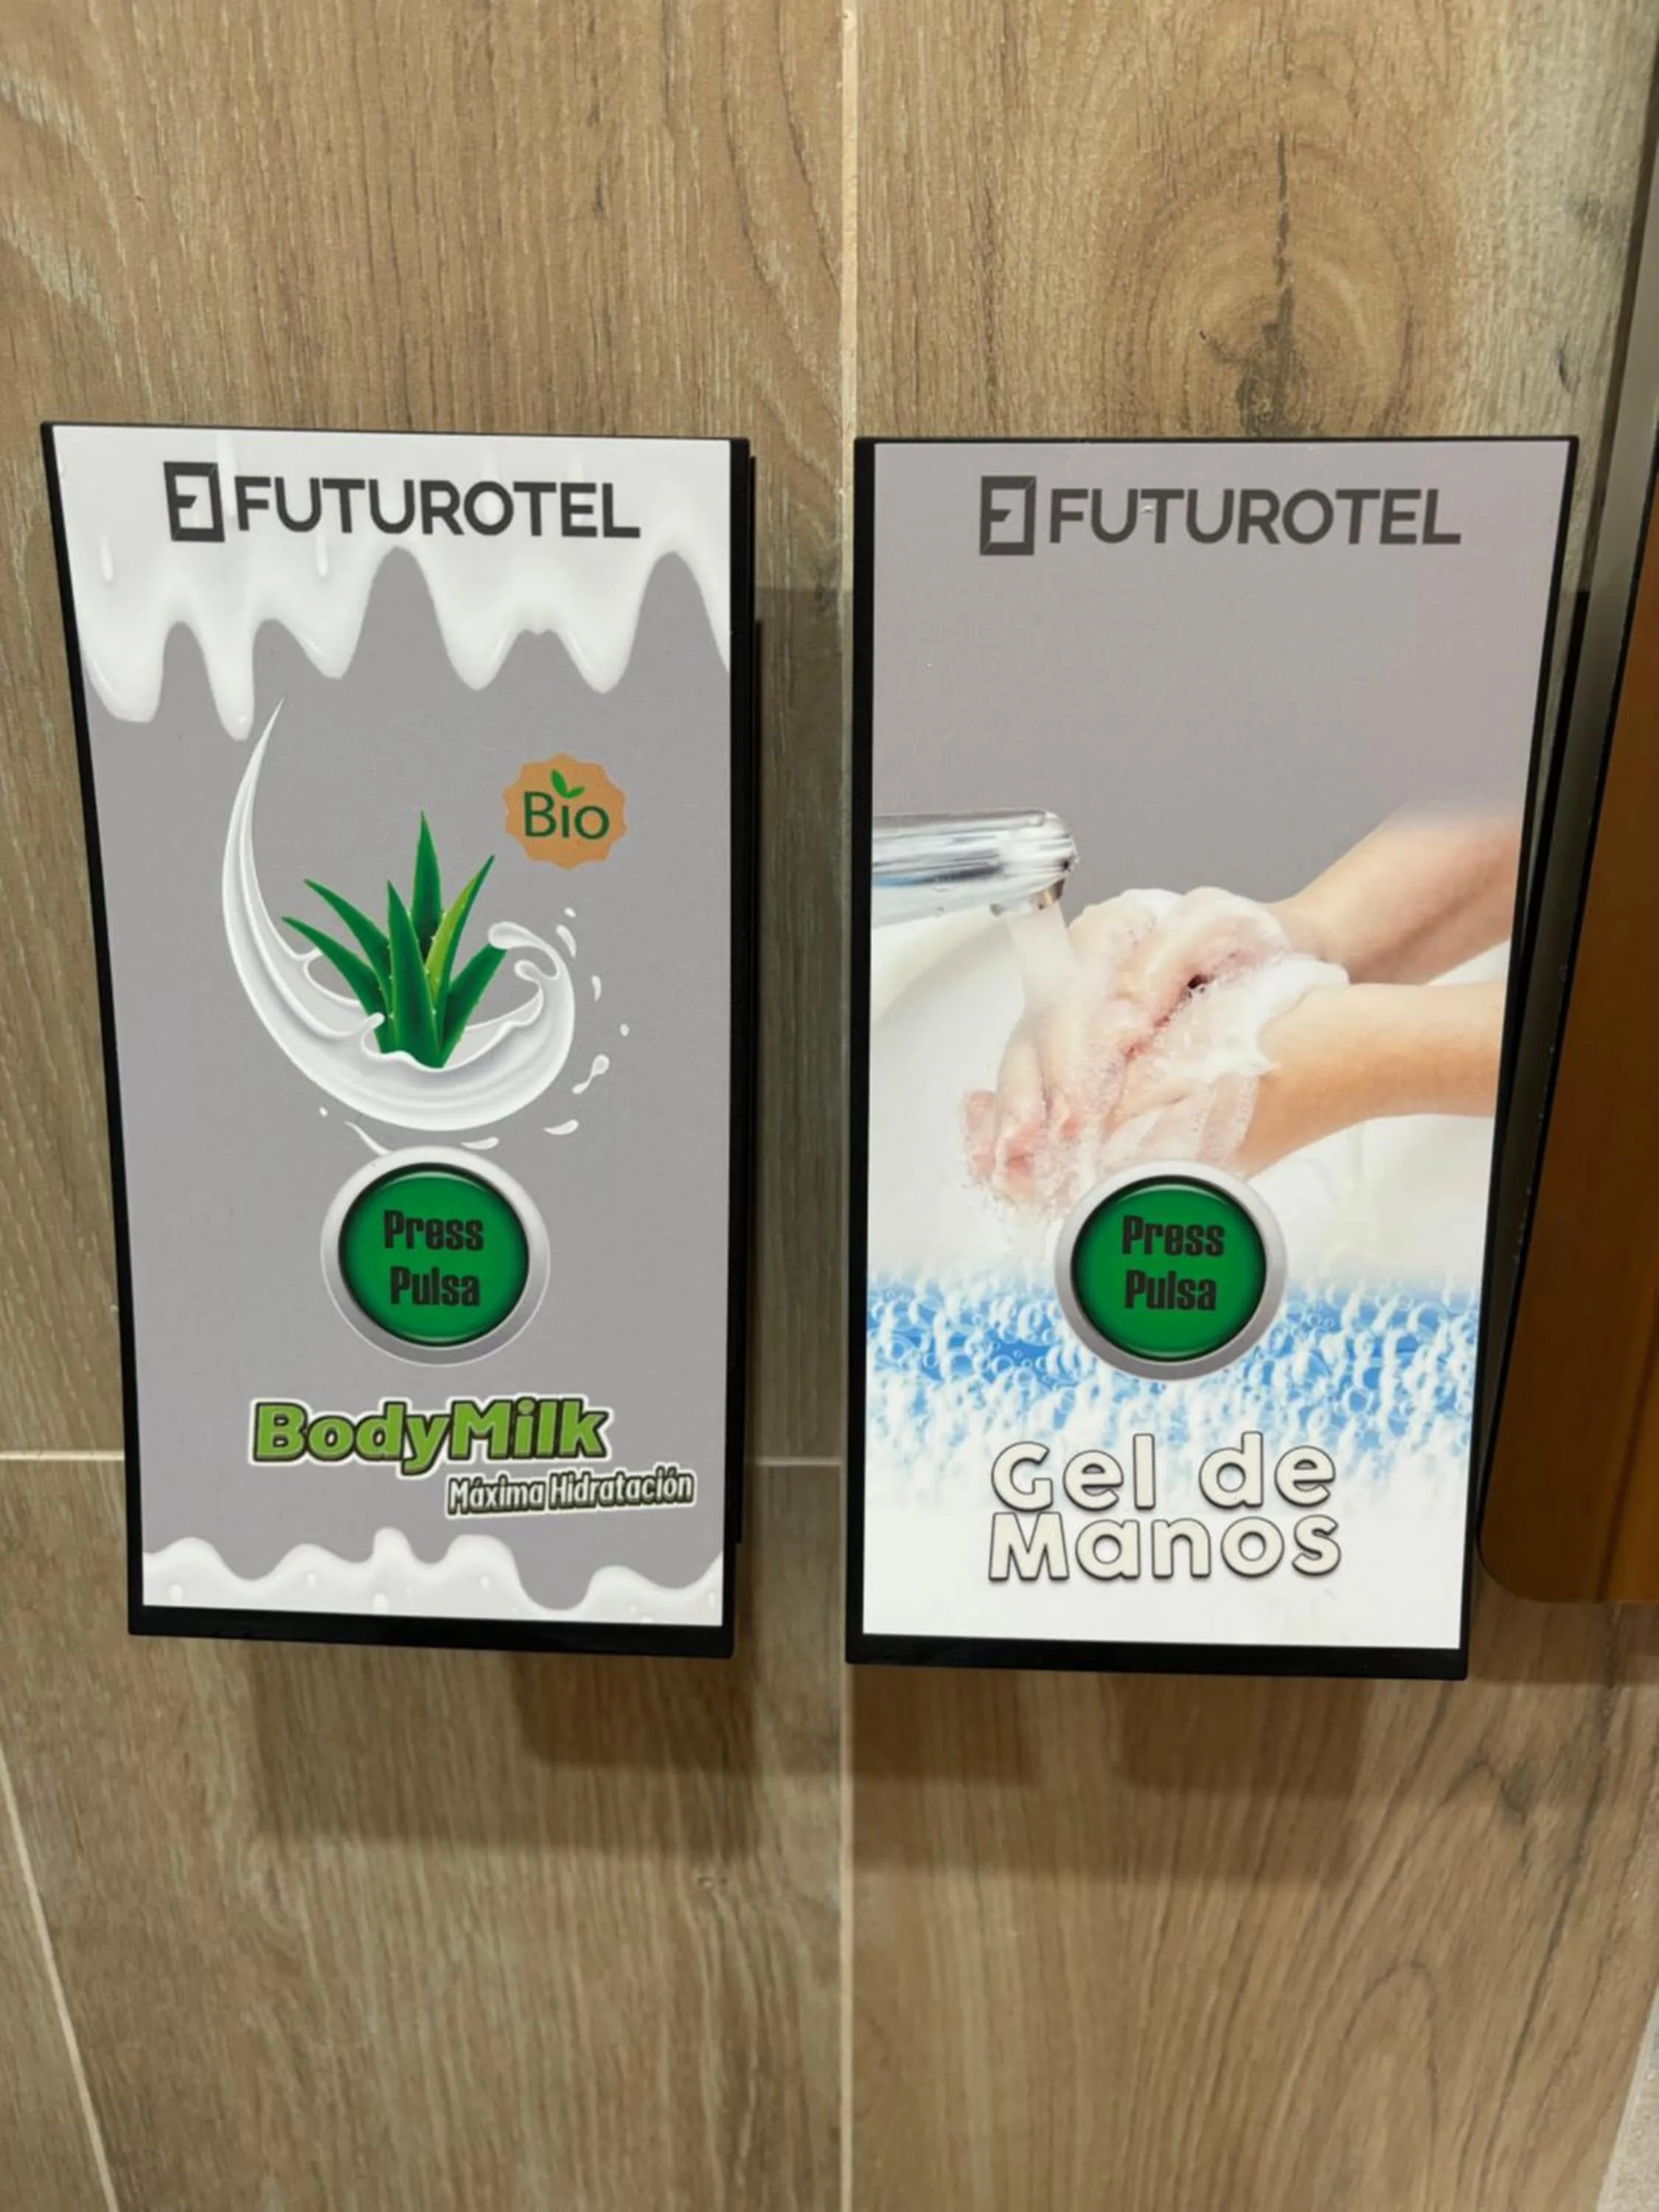 FUTUROTEL
Bio
Press
Pulsa
BodyMilk
Máxima Hidratación
FUTUROTEL
Press
Pulsa
Gel de
Manos